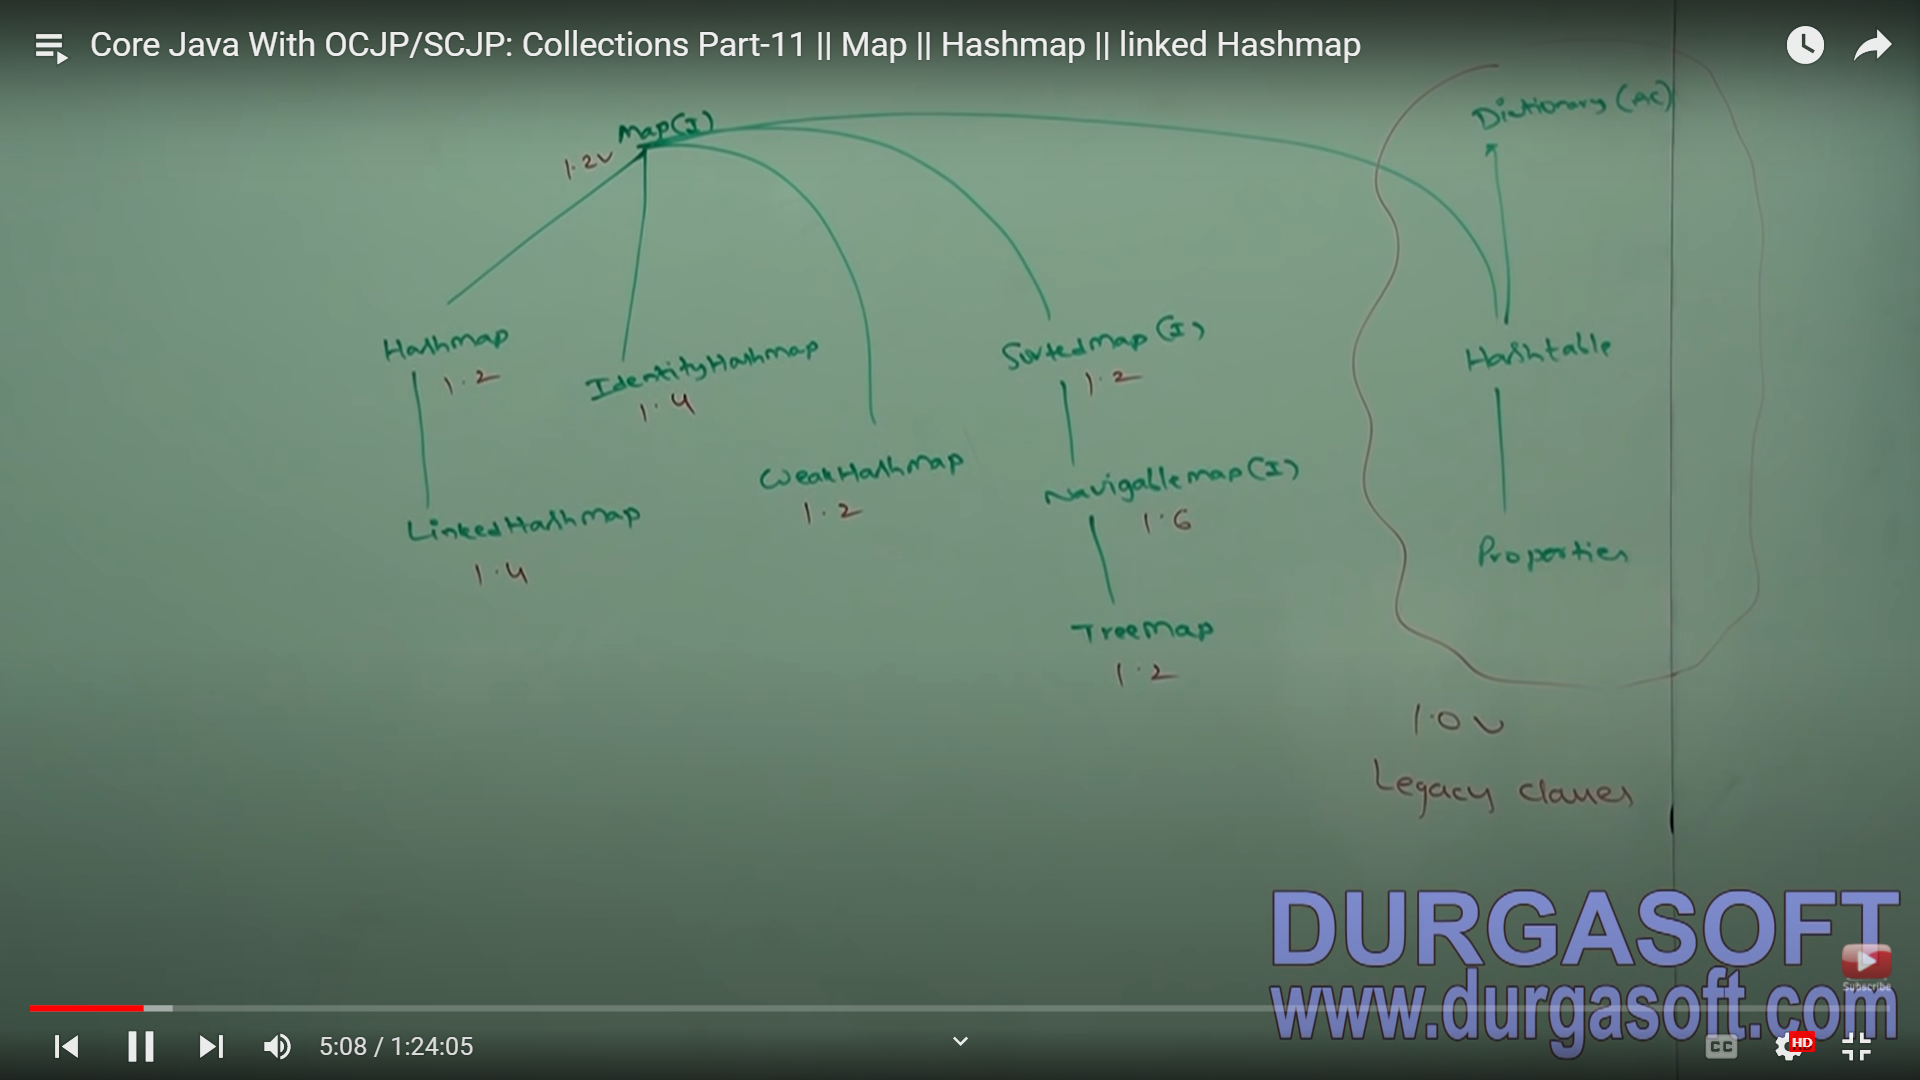 Core Java With OCJP/SCJP: Collections Part-11 || Map || Hashmap || linked Hashmap
Dictionary (AC)
Map(I)
1.2v
Hashmap
1.2
IdentityHashmap
1.4
SortedMap (I)
1.2
Hashtable
WeakHashMap
1.2
Navigablemap(I)
1.6
LinkedHashMap
1.4
Properties
TreeMap
1.2
1.0 v
Legacy classes
DURGASOFT
www.durgasoft.com
Subscribe
5:08 / 1:24:05
CC
HD